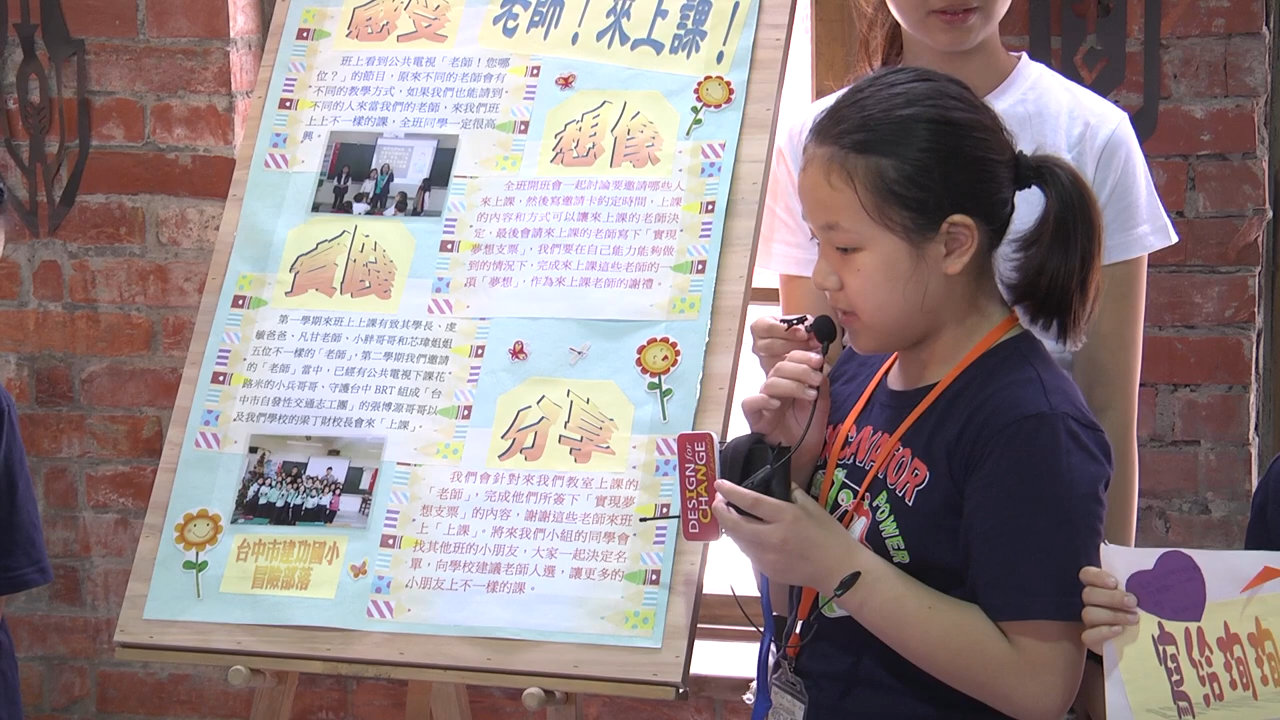 感受
老師！來上課！
班上看到公共電視「老師！您哪
位？」的節目，原來不同的老師會有
不同的教學方式，如果我們也能請到
不同的人來當我們的老師，來我們班
上上不一樣的課，全班同學一定很高
興。
想像
全班開班會一起討論要邀請哪些人
來上課，然後寫邀請卡約定時間，上課
的內容和方式可以讓來上課的老師決
定，最後會請來上課的老師寫下「實現
夢想支票」，我們要在自己能力能夠做
到的情況下，完成來上課這些老師的一
項「夢想」，作為來上課老師的謝禮。
實踐
第一學期來班上上課有致其學長、虔
毓爸爸、凡甘老師、小胖哥哥和芯瑋姐姐
五位不一樣的「老師」，第二學期我們邀請
的「老師」當中，已經有公共電視下課花
路米的小兵哥哥、守護台中 BRT 組成「台
中市自發性交通志工團」的張博源哥哥以
及我們學校的梁丁財校長會來「上課」。
分享
我們會針對來我們教室上課的
「老師」，完成他們所簽下「實現夢
想支票」的內容，謝謝這些老師來班
上「上課」。將來我們小組的同學會
找其他班的小朋友，大家一起決定名
單，向學校建議老師人選，讓更多的
小朋友上不一樣的課。
台中市建功國小
冒險部落
DESIGN for
CHANGE
POWER
寫給珣珣